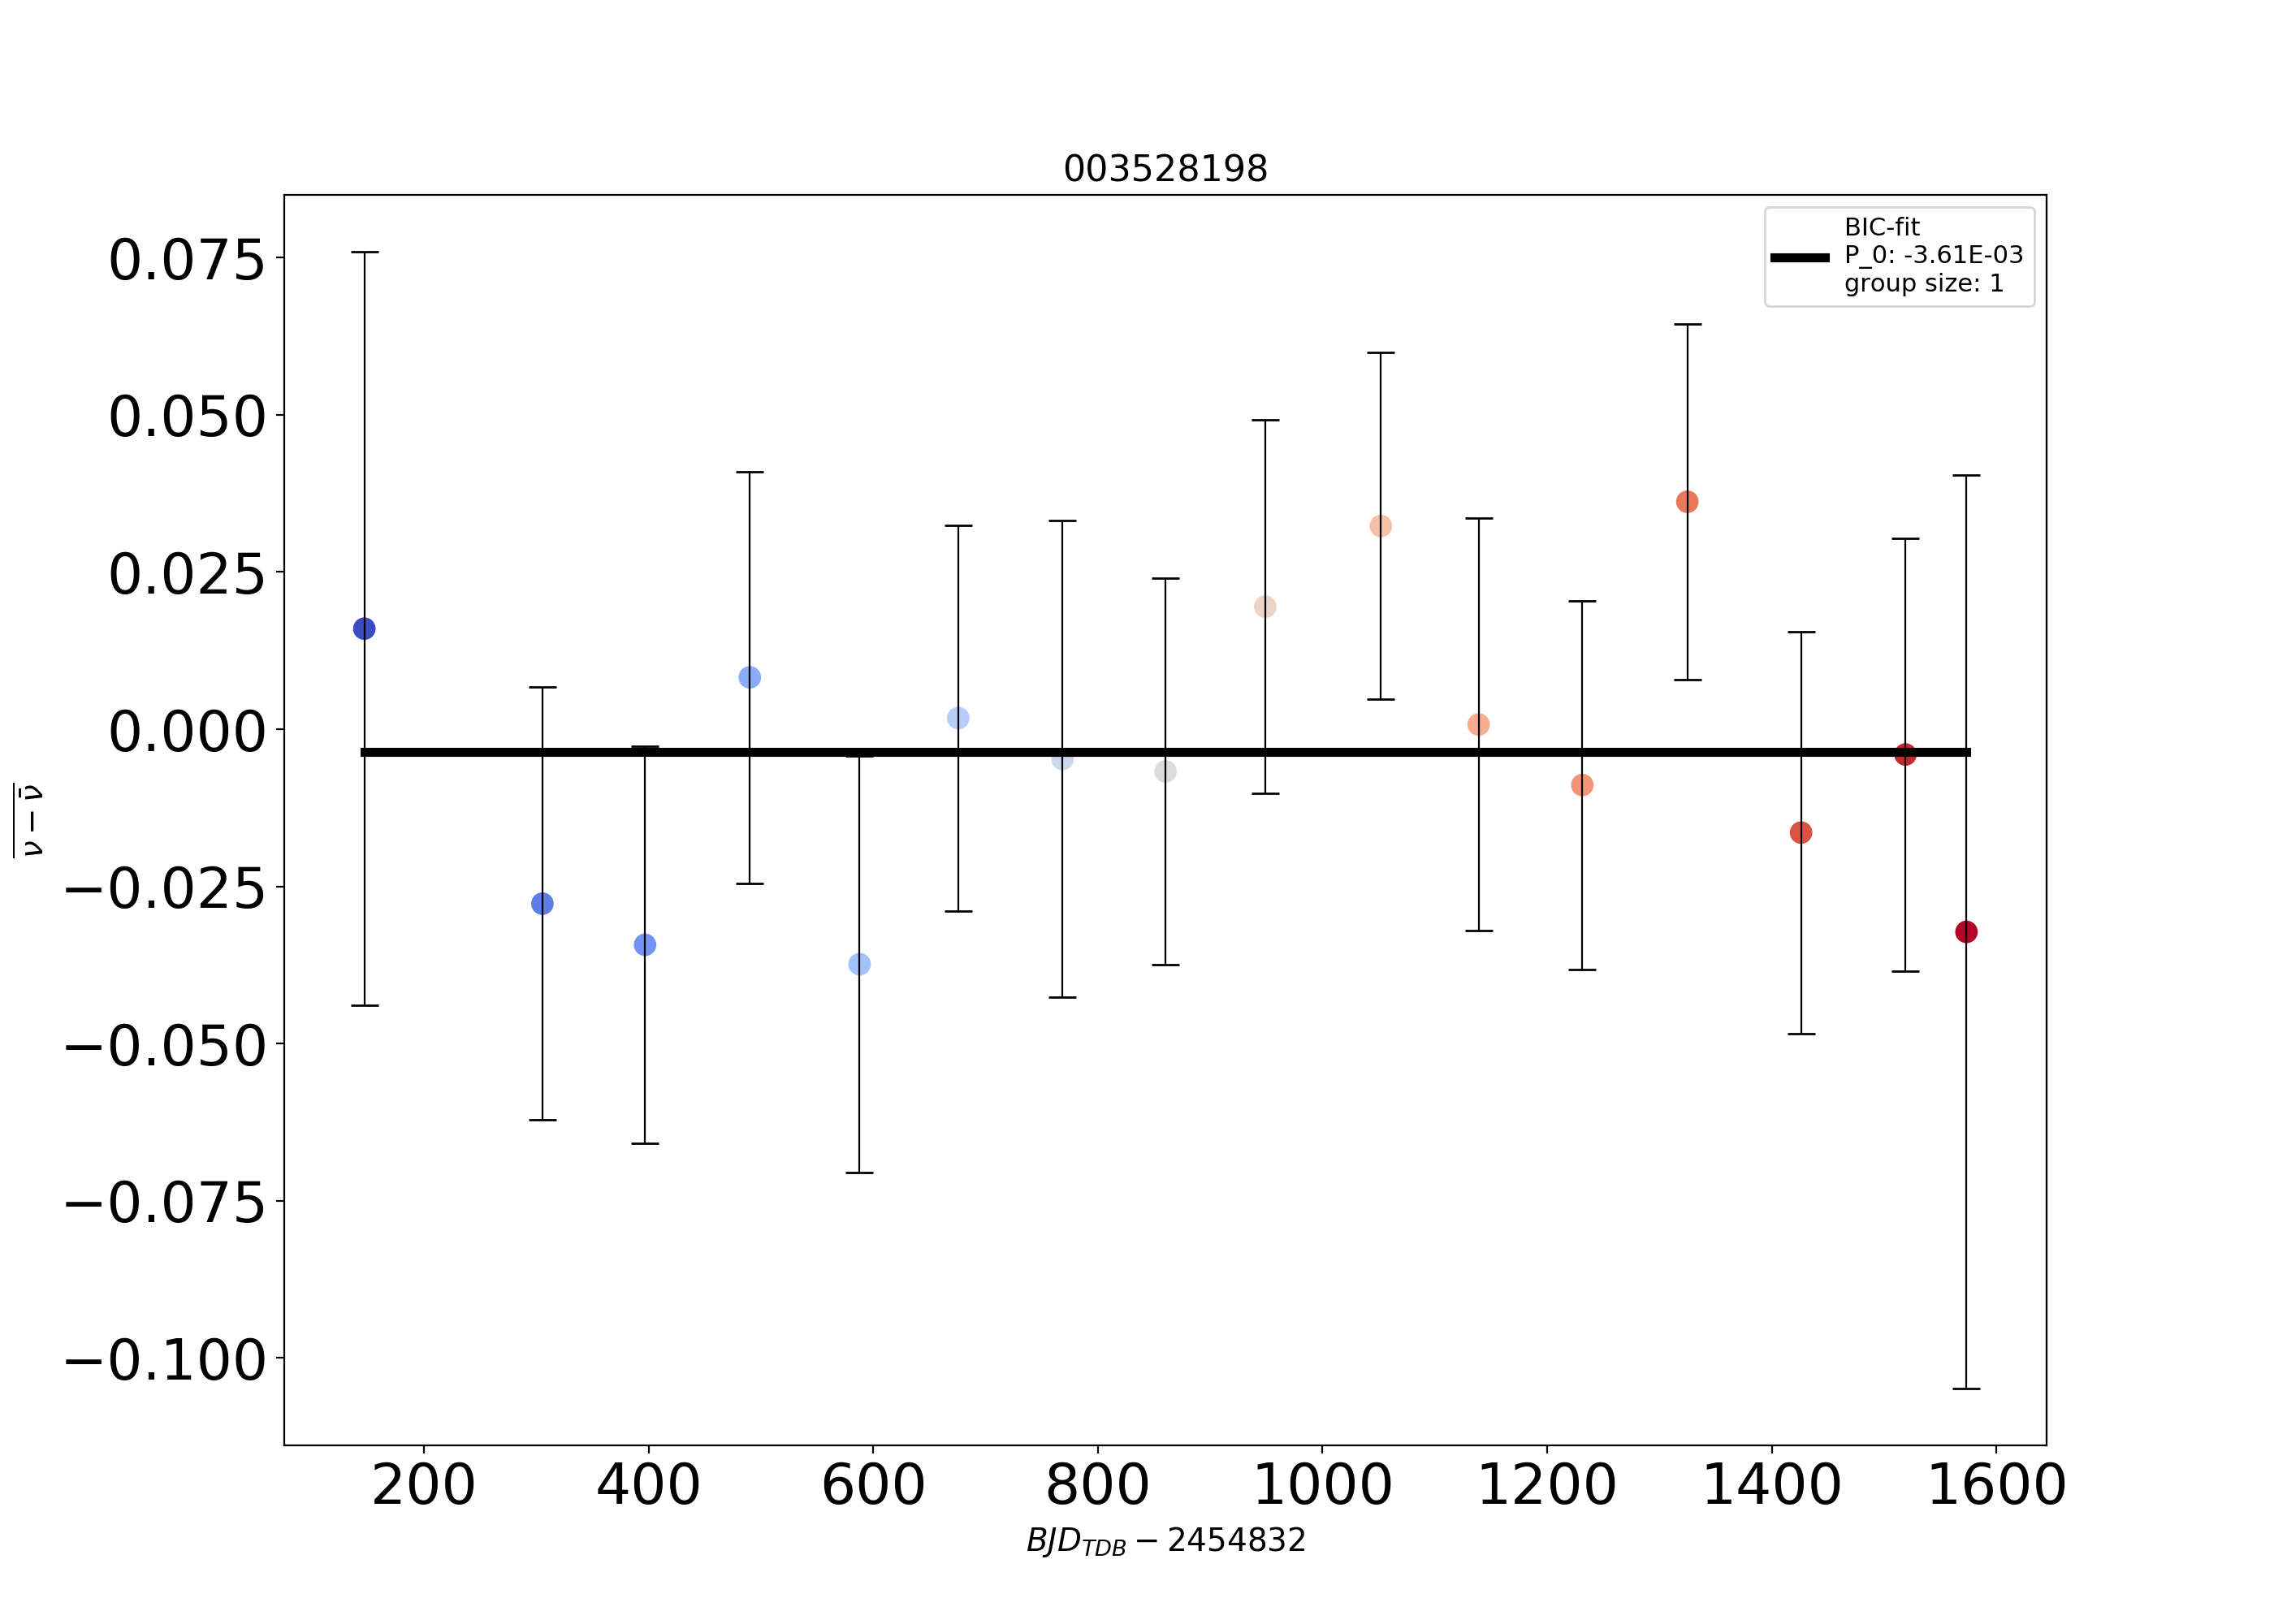 003528198
BIC-fit
P_0: -3.61E-03
group size: 1
0.075
0.050
0.025
0.000
−0.025
−0.050
−0.075
−0.100
ν − ν̄
200 400 600 800 1000 1200 1400 1600
BJD_TDB − 2454832